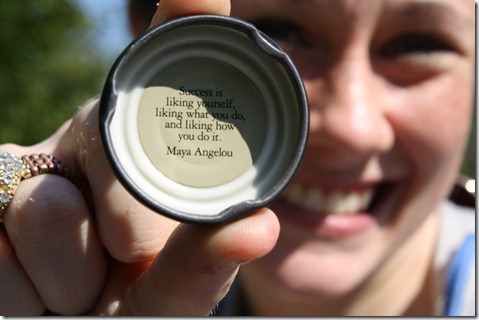 Success is
liking yourself,
liking what you do,
and liking how
you do it.
Maya Angelou